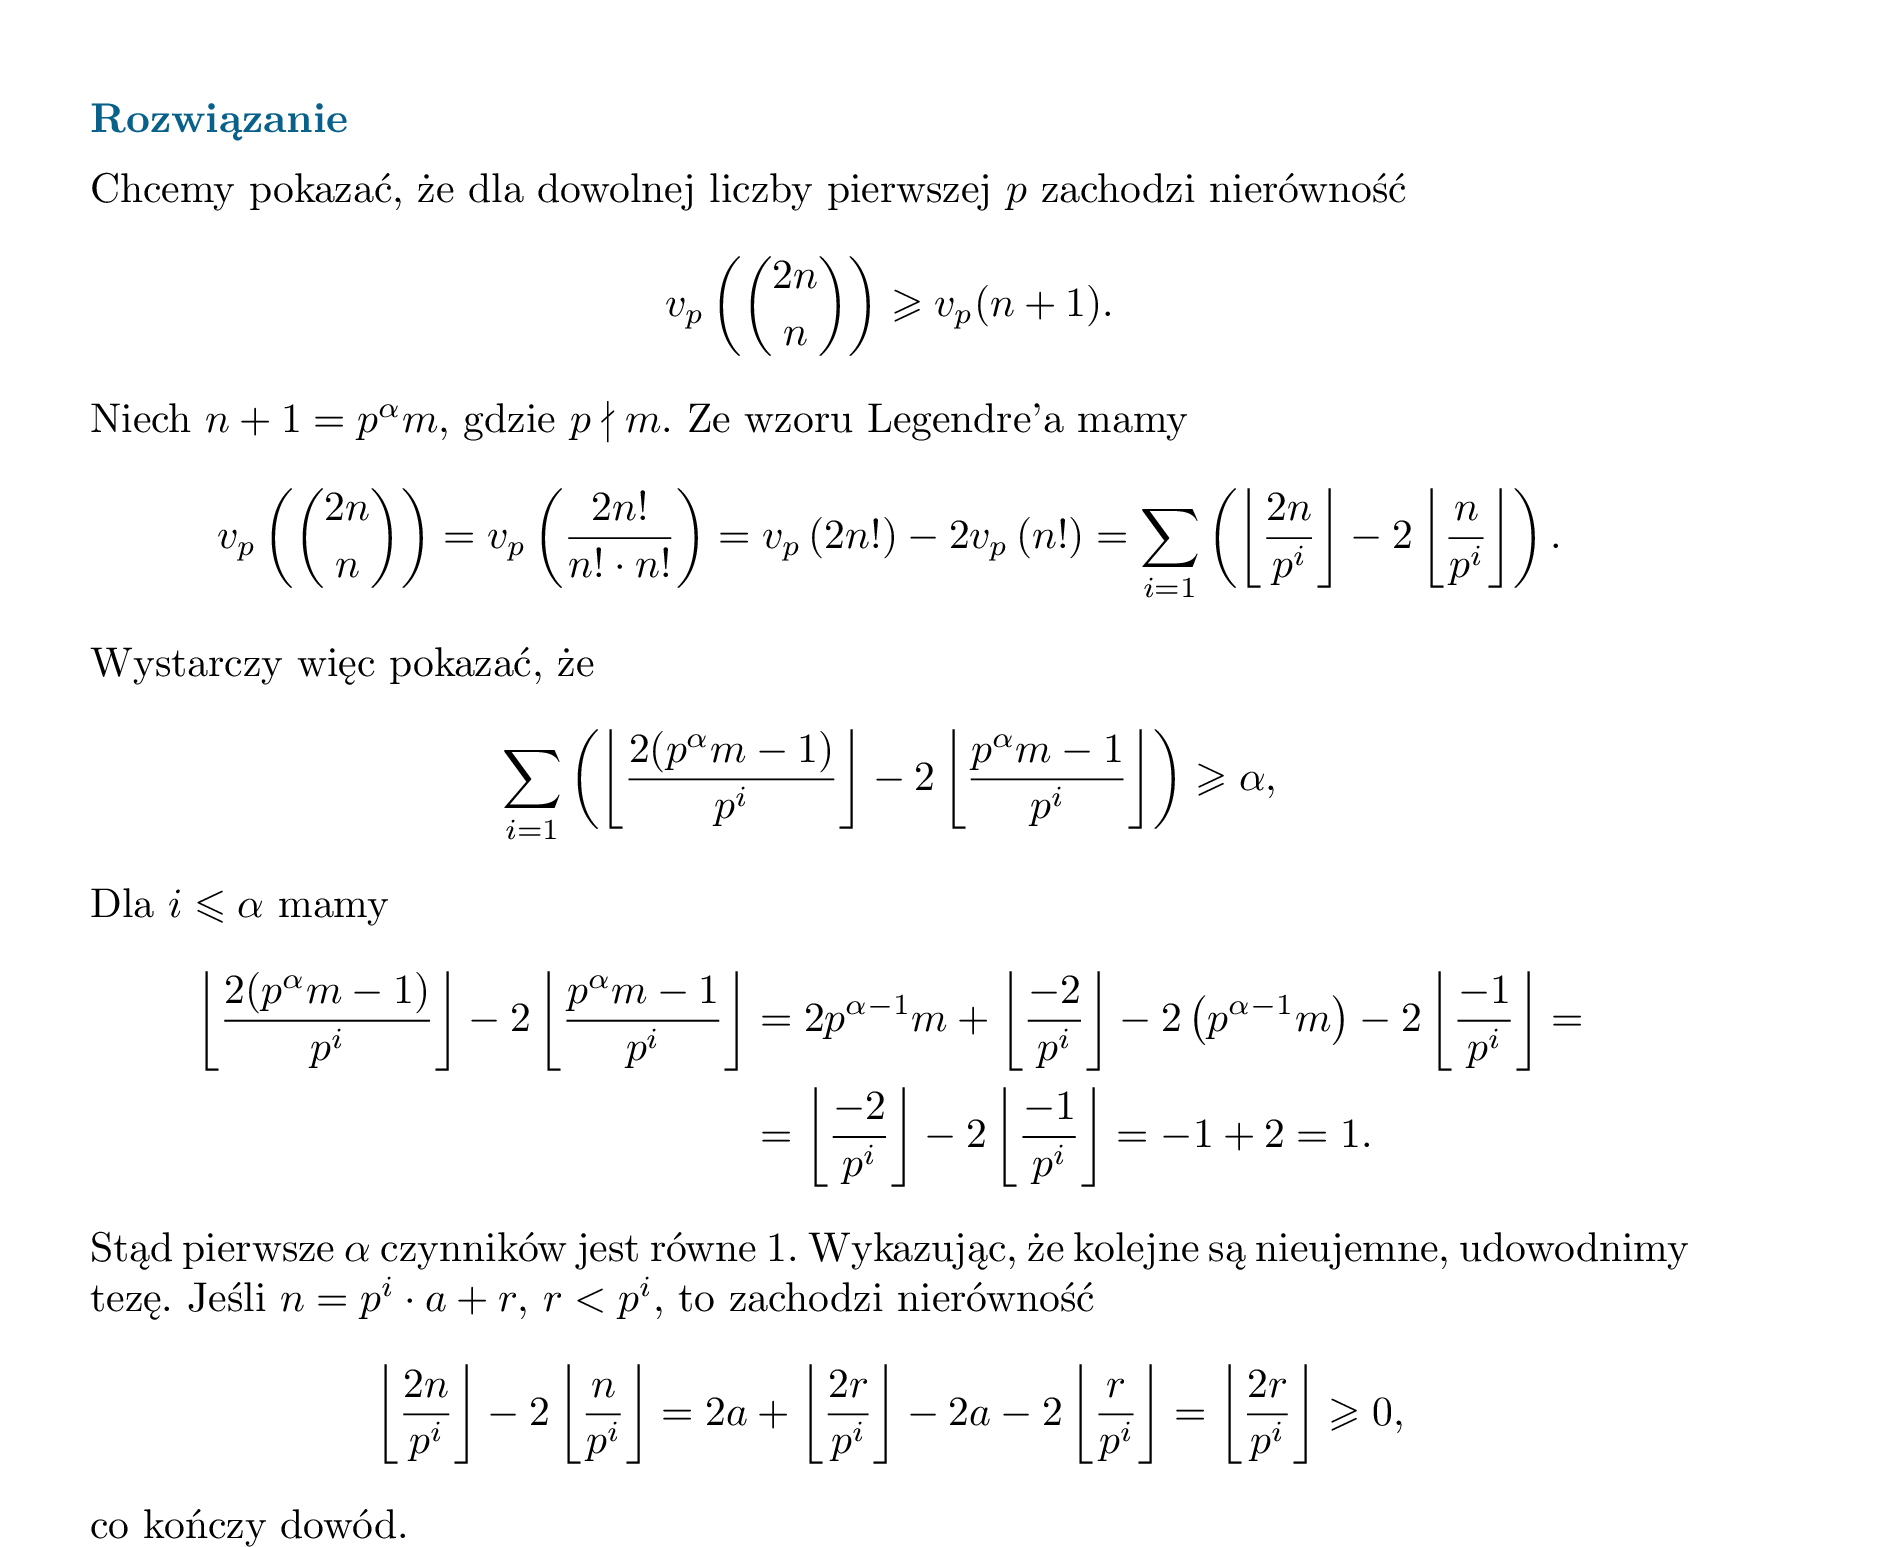 Rozwiązanie
Chcemy pokazać, że dla dowolnej liczby pierwszej $p$ zachodzi nierówność
$$v_p\left(\binom{2n}{n}\right) \geqslant v_p(n+1).$$
Niech $n+1 = p^{\alpha}m$, gdzie $p \nmid m$. Ze wzoru Legendre'a mamy
$$v_p\left(\binom{2n}{n}\right) = v_p\left(\frac{2n!}{n! \cdot n!}\right) = v_p\left(2n!\right) - 2v_p\left(n!\right) = \sum_{i=1}\left(\left\lfloor\frac{2n}{p^i}\right\rfloor - 2\left\lfloor\frac{n}{p^i}\right\rfloor\right).$$
Wystarczy więc pokazać, że
$$\sum_{i=1}\left(\left\lfloor\frac{2(p^{\alpha}m-1)}{p^i}\right\rfloor - 2\left\lfloor\frac{p^{\alpha}m-1}{p^i}\right\rfloor\right) \geqslant \alpha,$$
Dla $i \leqslant \alpha$ mamy
$$\left\lfloor\frac{2(p^{\alpha}m-1)}{p^i}\right\rfloor - 2\left\lfloor\frac{p^{\alpha}m-1}{p^i}\right\rfloor = 2p^{\alpha-1}m + \left\lfloor\frac{-2}{p^i}\right\rfloor - 2\left(p^{\alpha-1}m\right) - 2\left\lfloor\frac{-1}{p^i}\right\rfloor =$$
$$= \left\lfloor\frac{-2}{p^i}\right\rfloor - 2\left\lfloor\frac{-1}{p^i}\right\rfloor = -1 + 2 = 1.$$
Stąd pierwsze $\alpha$ czynników jest równe 1. Wykazując, że kolejne są nieujemne, udowodnimy
tezę. Jeśli $n = p^i \cdot a + r$, $r < p^i$, to zachodzi nierówność
$$\left\lfloor\frac{2n}{p^i}\right\rfloor - 2\left\lfloor\frac{n}{p^i}\right\rfloor = 2a + \left\lfloor\frac{2r}{p^i}\right\rfloor - 2a - 2\left\lfloor\frac{r}{p^i}\right\rfloor = \left\lfloor\frac{2r}{p^i}\right\rfloor \geqslant 0,$$
co kończy dowód.